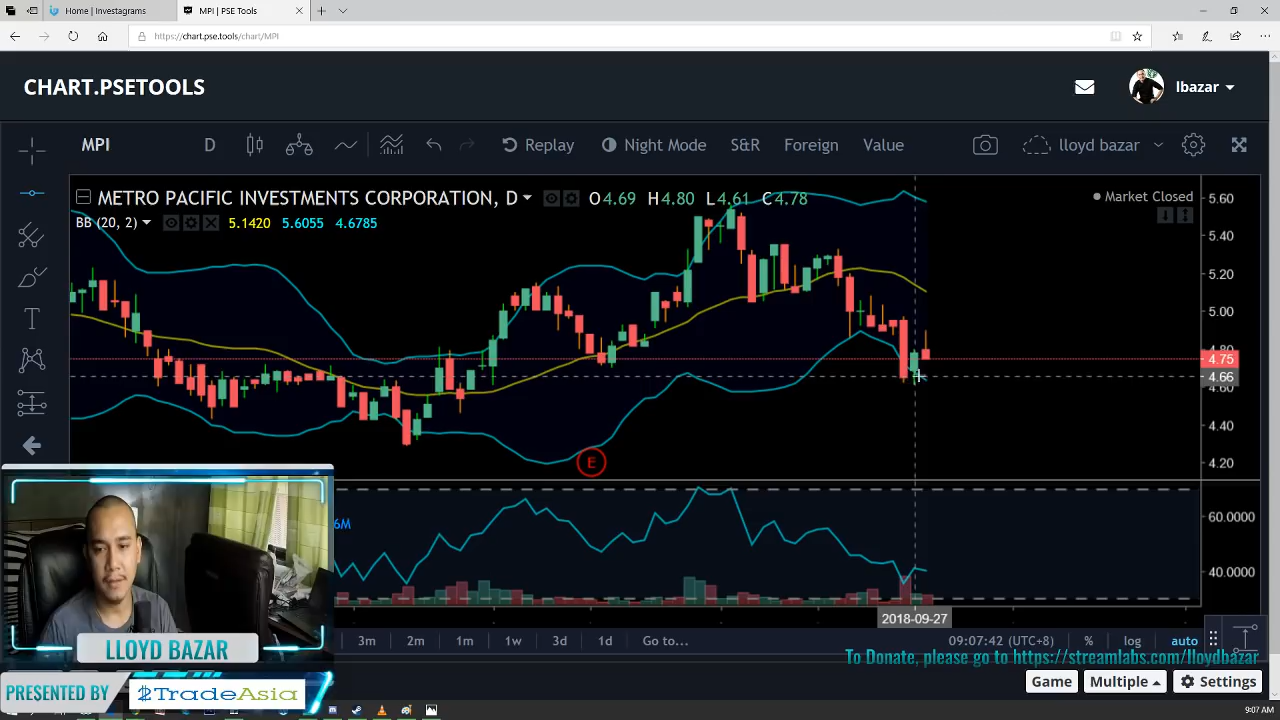 Home | Investagrams
MPI | PSE Tools
https://chart.pse.tools/chart/MPI
CHART.PSETOOLS
lbazar
MPI D Replay Night Mode S&R Foreign Value lloyd bazar
METRO PACIFIC INVESTMENTS CORPORATION, D O4.69 H4.80 L4.61 C4.78
Market Closed
BB (20, 2) 5.1420 5.6055 4.6785
5.60
5.40
5.20
5.00
4.80
4.75
4.66
4.60
4.40
4.20
E
6M
60.0000
40.0000
2018-09-27
3m 2m 1m 1w 3d 1d Go to... 09:07:42 (UTC+8) % log auto
LLOYD BAZAR
To Donate, please go to https://streamlabs.com/lloydbazar
PRESENTED BY $TradeAsia
Game Multiple Settings
9:07 AM